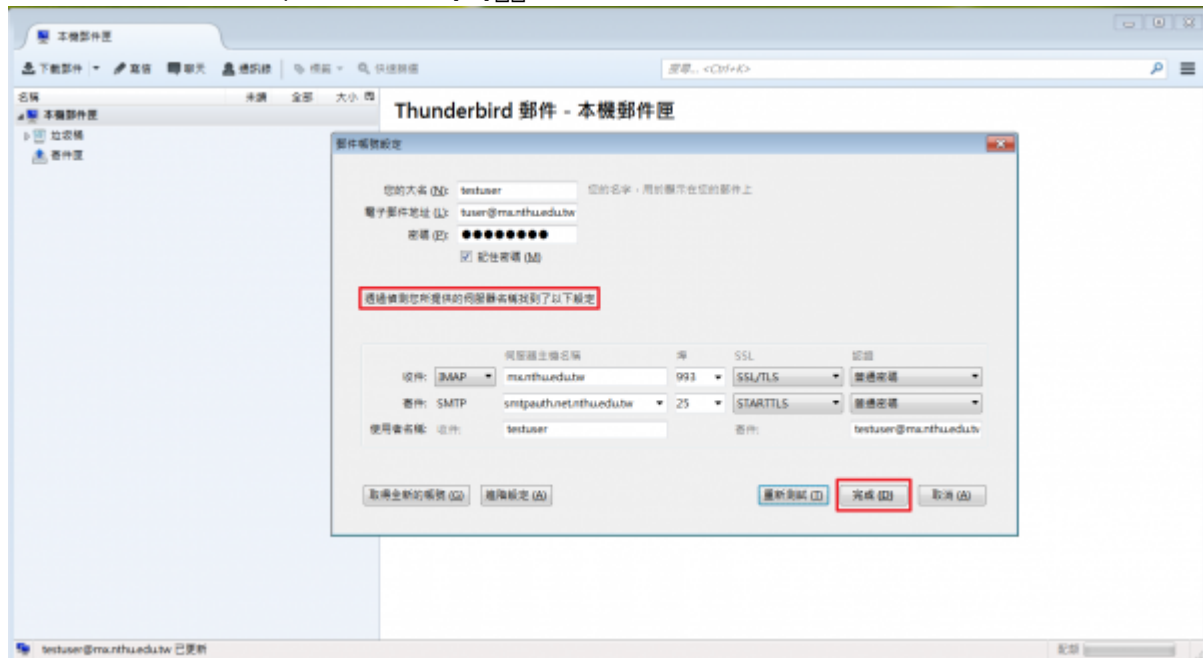 本機郵件匣
下載郵件 寫信 聊天 通訊錄 標籤 快速篩選 搜尋... <Ctrl+K>
名稱 未讀 全部 大小
本機郵件匣
垃圾桶
寄件匣
Thunderbird 郵件 - 本機郵件匣
郵件帳號設定
您的大名 (N): testuser 您的名字，用於顯示在您的郵件上
電子郵件地址 (L): tuser@mx.nthu.edu.tw
密碼 (P): ●●●●●●●●
記住密碼 (M)
透過偵測您所提供的伺服器名稱找到了以下設定
伺服器主機名稱 埠 SSL 認證
收件: IMAP mx.nthu.edu.tw 993 SSL/TLS 普通密碼
寄件: SMTP smtpauth.net.nthu.edu.tw 25 STARTTLS 普通密碼
使用者名稱: 收件: testuser 寄件: testuser@mx.nthu.edu.tv
取得全新的帳號 (G) 進階設定 (A) 重新測試 (T) 完成 (D) 取消 (A)
testuser@mx.nthu.edu.tw 已更新